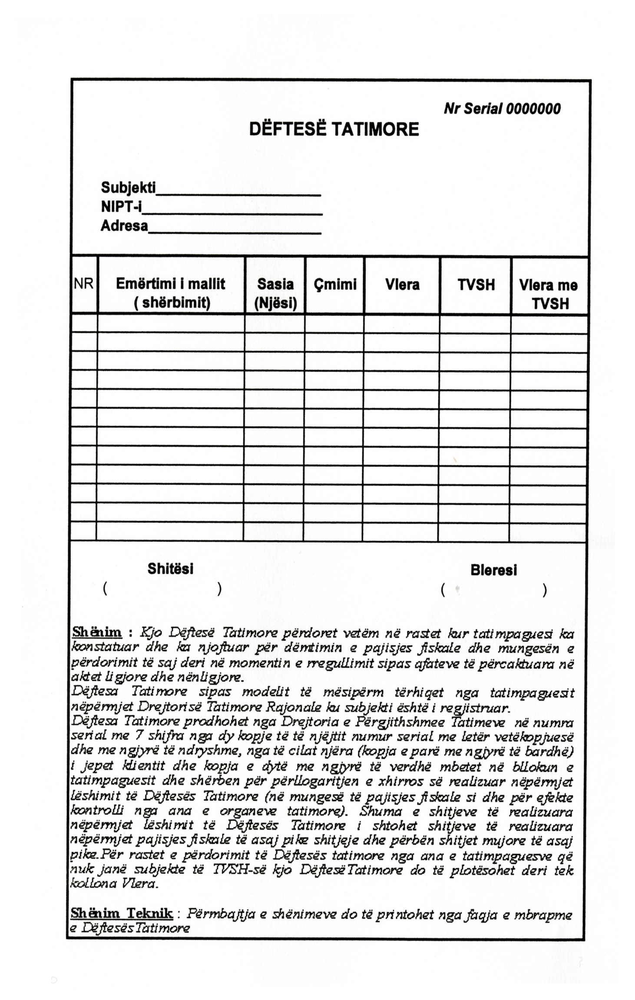 Nr Serial 0000000
DËFTESË TATIMORE
Subjekti
NIPT-i
Adresa
NR Emërtimi i mallit ( shërbimit) Sasia (Njësi) Çmimi Vlera TVSH Vlera me TVSH
Shitësi Bleresi
( ) ( )
Shënim : Kjo Dëftesë Tatimore përdoret vetëm në rastet kur tatimpaguesi ka
konstatuar dhe ka njoftuar për dëmtimin e pajisjes fiskale dhe mungesën e
përdorimit të saj deri në momentin e rregullimit sipas afateve të përcaktuara në
aktet ligjore dhe nënligjore.
Dëftesa Tatimore sipas modelit të mësipërm tërhiqet nga tatimpaguesit
nëpërmjet Drejtorisë Tatimore Rajonale ku subjekti është i regjistruar.
Dëftesa Tatimore prodhohet nga Drejtoria e Përgjithshmee Tatimeve në numra
serial me 7 shifra nga dy kopje të të njëjtit numur serial me letër vetëkopjuesë
dhe me ngjyrë të ndryshme, nga të cilat njëra (kopja e parë me ngjyrë të bardhë)
i jepet klientit dhe kopja e dytë me ngjyrë të verdhë mbetet në bllokun e
tatimpaguesit dhe shërben për përllogaritjen e xhirros së realizuar nëpërmjet
lëshimit të Dëftesës Tatimore (në mungesë të pajisjes fiskale si dhe për efekte
kontrolli nga ana e organeve tatimore). Shuma e shitjeve të realizuara
nëpërmjet lëshimit të Dëftesës Tatimore i shtohet shitjeve të realizuara
nëpërmjet pajisjes fiskale të asaj pike shitjeje dhe përbën shitjet mujore të asaj
pike.Për rastet e përdorimit të Dëftesës tatimore nga ana e tatimpaguesve që
nuk janë subjekte të TVSH-së kjo Dëftesë Tatimore do të plotësohet deri tek
kollona Vlera.
Shënim Teknik : Përmbajtja e shënimeve do të printohet nga faqja e mbrapme
e Dëftesës Tatimore